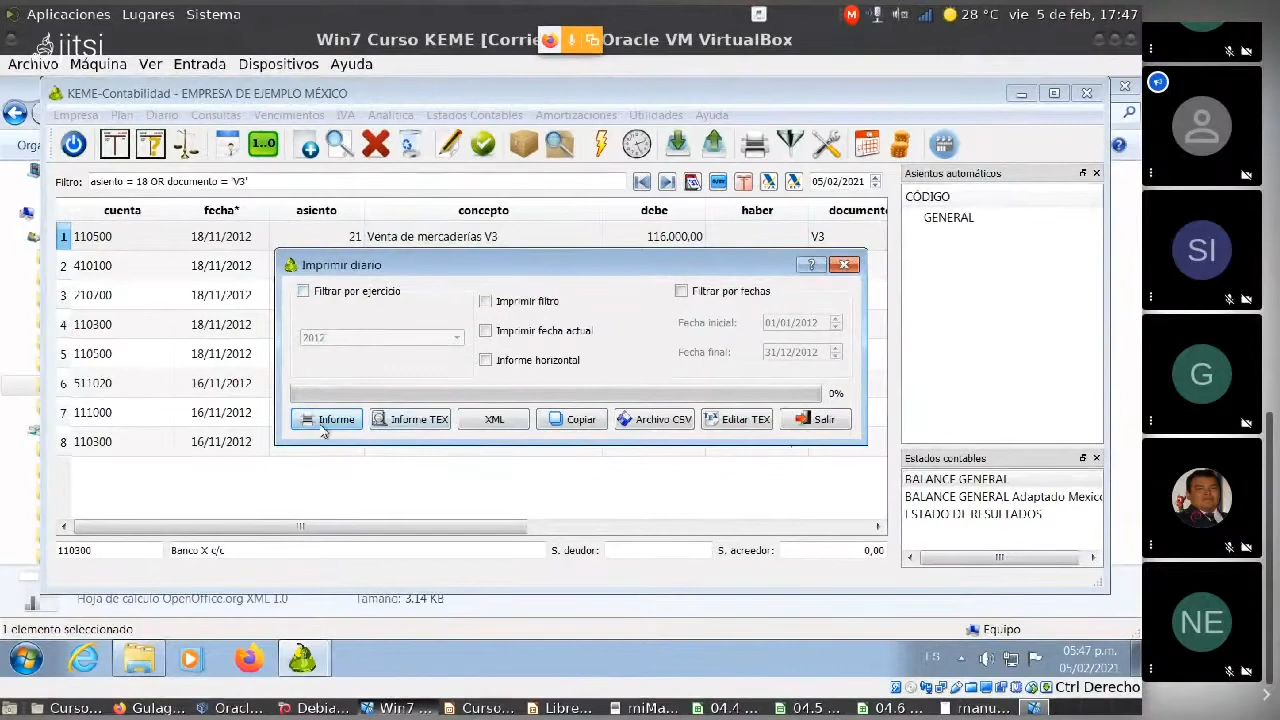 Aplicaciones Lugares Sistema
28 °C vie 5 de feb, 17:47
jitsi
Win7 Curso KEME [Corrie
Oracle VM VirtualBox
Archivo Máquina Ver Entrada Dispositivos Ayuda
KEME-Contabilidad - EMPRESA DE EJEMPLO MÉXICO
Empresa Plan Diario Consultas Vencimientos IVA Analítica Estados Contables Amortizaciones Utilidades Ayuda
1..0
Filtro: asiento = 18 OR documento = 'V3'
05/02/2021
cuenta fecha* asiento concepto debe haber documento
1 110500 18/11/2012 21 Venta de mercaderías V3 116.000,00 V3
2 410100 18/11/2012
3 210700 18/11/2012
4 110300 18/11/2012
5 110500 18/11/2012
6 511020 16/11/2012
7 111000 16/11/2012
8 110300 16/11/2012
Imprimir diario
Filtrar por ejercicio
2012
Imprimir filtro
Imprimir fecha actual
Informe horizontal
Filtrar por fechas
Fecha inicial: 01/01/2012
Fecha final: 31/12/2012
0%
Informe Informe TEX XML Copiar Archivo CSV Editar TEX Salir
Asientos automáticos
CÓDIGO
GENERAL
Estados contables
BALANCE GENERAL
BALANCE GENERAL Adaptado Mexico
ESTADO DE RESULTADOS
110300 Banco X c/c S. deudor: S. acreedor: 0,00
Hoja de cálculo OpenOffice.org XML 1.0 Tamaño: 3.14 KB
1 elemento seleccionado
Equipo
ES
05:47 p.m.
05/02/2021
Ctrl Derecho
Curso... Gulag... Oracl... Debia... Win7 ... Curso... Libre... miMa... 04.4 ... 04.5 ... 04.6 ... manu...
SI
G
NE